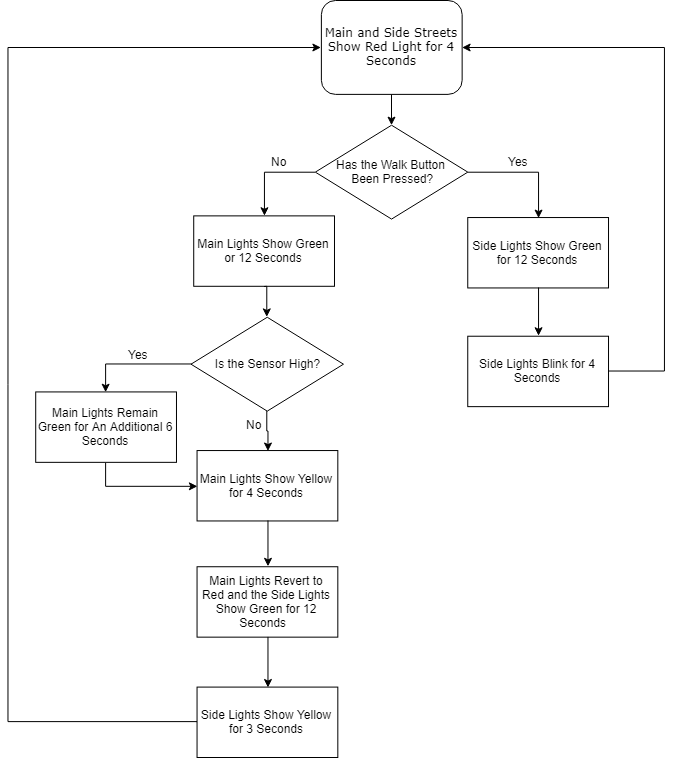 Main and Side Streets
Show Red Light for 4
Seconds
Has the Walk Button
Been Pressed?
No
Yes
Main Lights Show Green
or 12 Seconds
Side Lights Show Green
for 12 Seconds
Is the Sensor High?
Yes
No
Side Lights Blink for 4
Seconds
Main Lights Remain
Green for An Additional 6
Seconds
Main Lights Show Yellow
for 4 Seconds
Main Lights Revert to
Red and the Side Lights
Show Green for 12
Seconds
Side Lights Show Yellow
for 3 Seconds